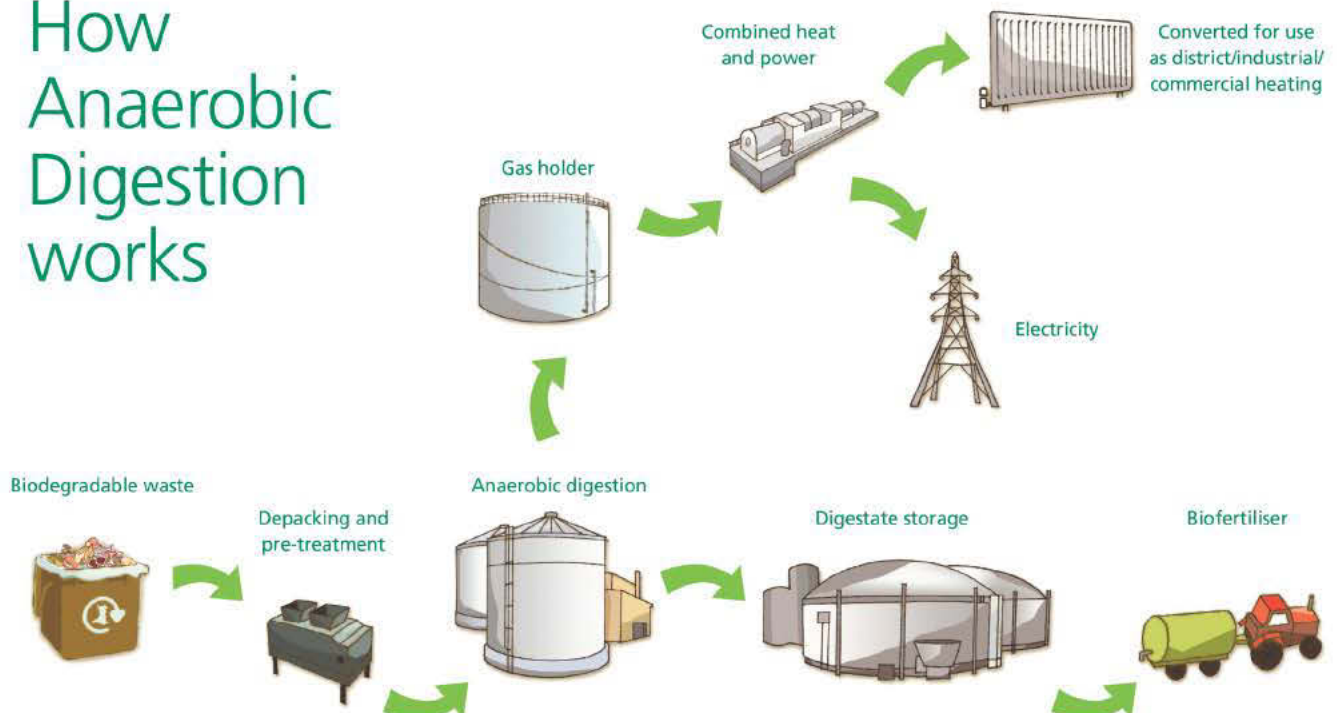 How
Anaerobic
Digestion
works
Combined heat
and power
Converted for use
as district/industrial/
commercial heating
Gas holder
Electricity
Biodegradable waste
Depacking and
pre-treatment
Anaerobic digestion
Digestate storage
Biofertiliser